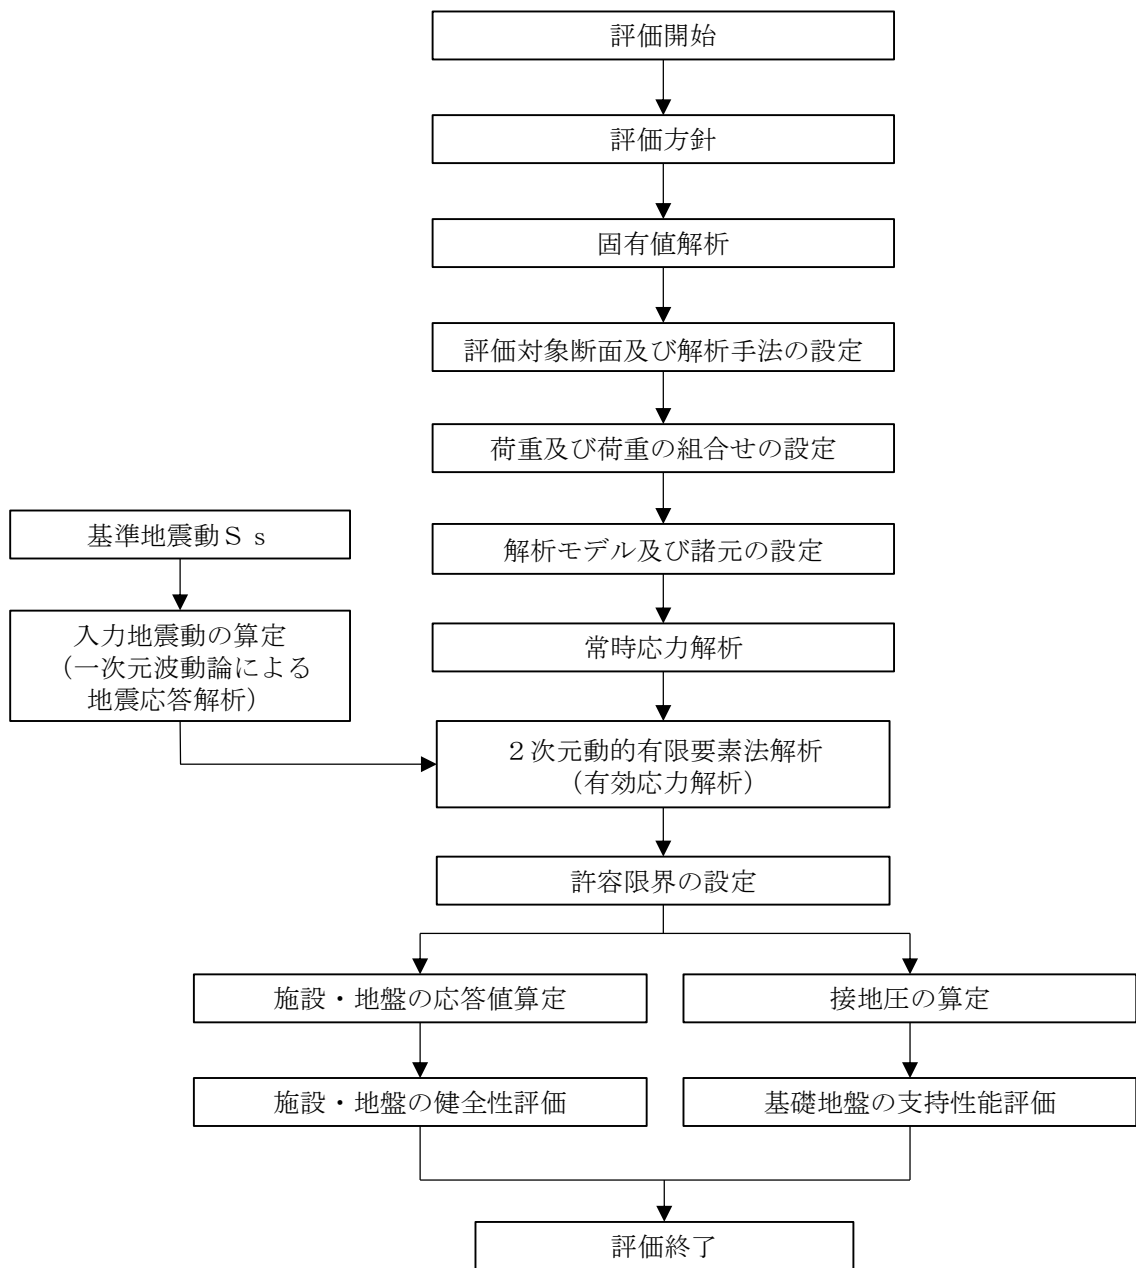 評価開始
評価方針
固有値解析
評価対象断面及び解析手法の設定
荷重及び荷重の組合せの設定
基準地震動Ｓｓ
解析モデル及び諸元の設定
入力地震動の算定
（一次元波動論による
地震応答解析）
常時応力解析
２次元動的有限要素法解析
（有効応力解析）
許容限界の設定
施設・地盤の応答値算定
接地圧の算定
施設・地盤の健全性評価
基礎地盤の支持性能評価
評価終了